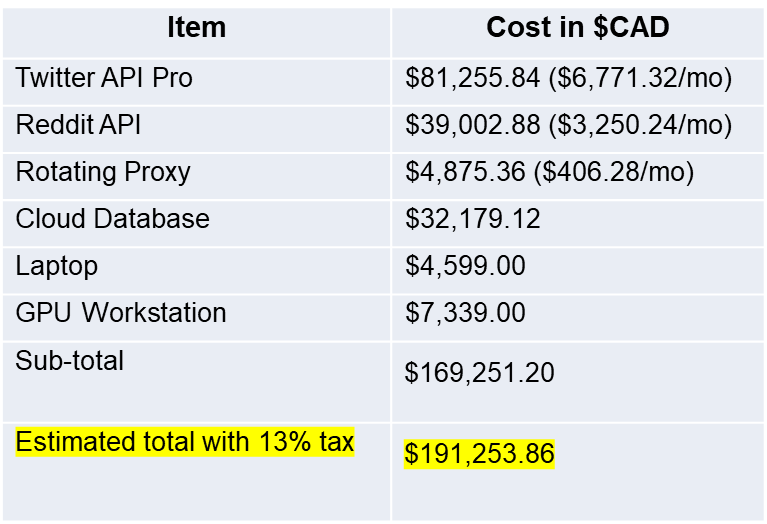 Item Cost in $CAD
Twitter API Pro $81,255.84 ($6,771.32/mo)
Reddit API $39,002.88 ($3,250.24/mo)
Rotating Proxy $4,875.36 ($406.28/mo)
Cloud Database $32,179.12
Laptop $4,599.00
GPU Workstation $7,339.00
Sub-total $169,251.20
Estimated total with 13% tax $191,253.86